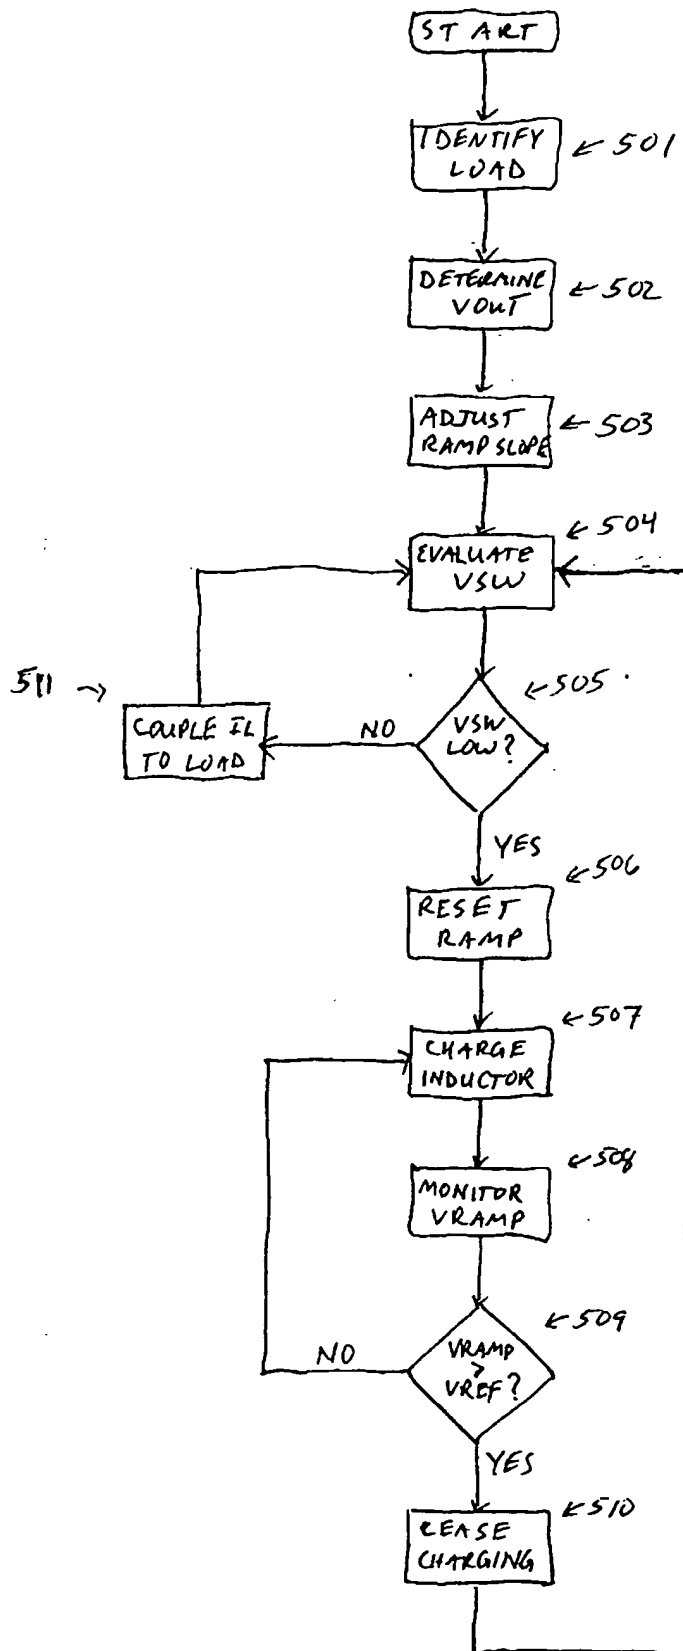 START
IDENTIFY
LOAD
501
DETERMINE
VOUT
502
ADJUST
RAMP SLOPE
503
504
EVALUATE
VSW
511
COUPLE IL
TO LOAD
NO
VSW
LOW?
505
YES
506
RESET
RAMP
507
CHARGE
INDUCTOR
508
MONITOR
VRAMP
509
VRAMP
>
VREF?
NO
YES
510
CEASE
CHARGING